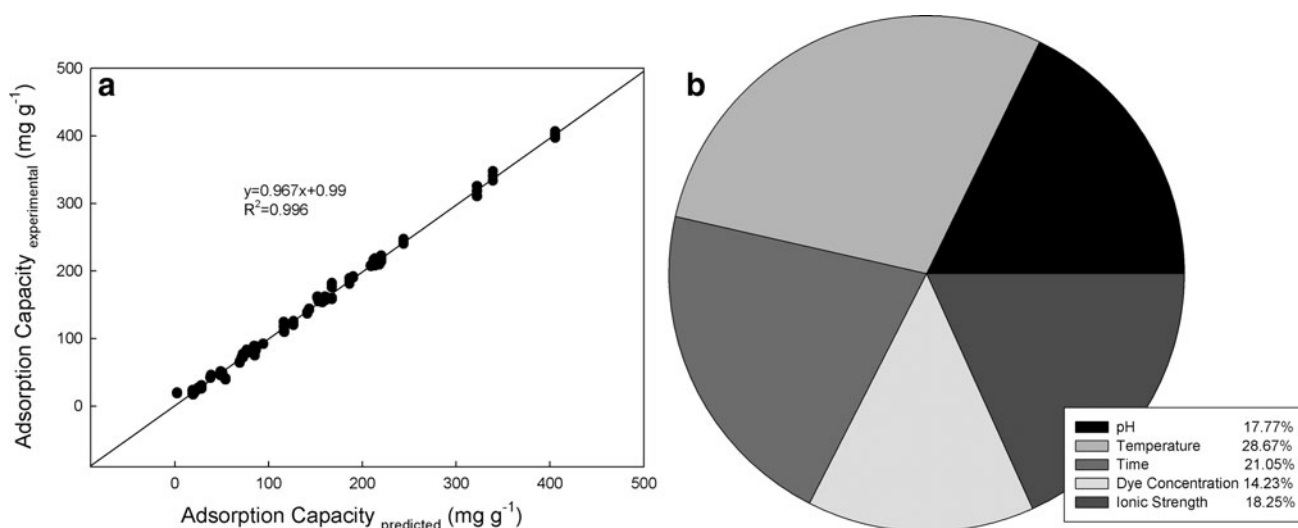 a
500
400
300
200
100
0
Adsorption Capacity experimental (mg g-1)
y=0.967x+0.99
R2=0.996
0 100 200 300 400 500
Adsorption Capacity predicted (mg g-1)
b
pH 17.77%
Temperature 28.67%
Time 21.05%
Dye Concentration 14.23%
Ionic Strength 18.25%